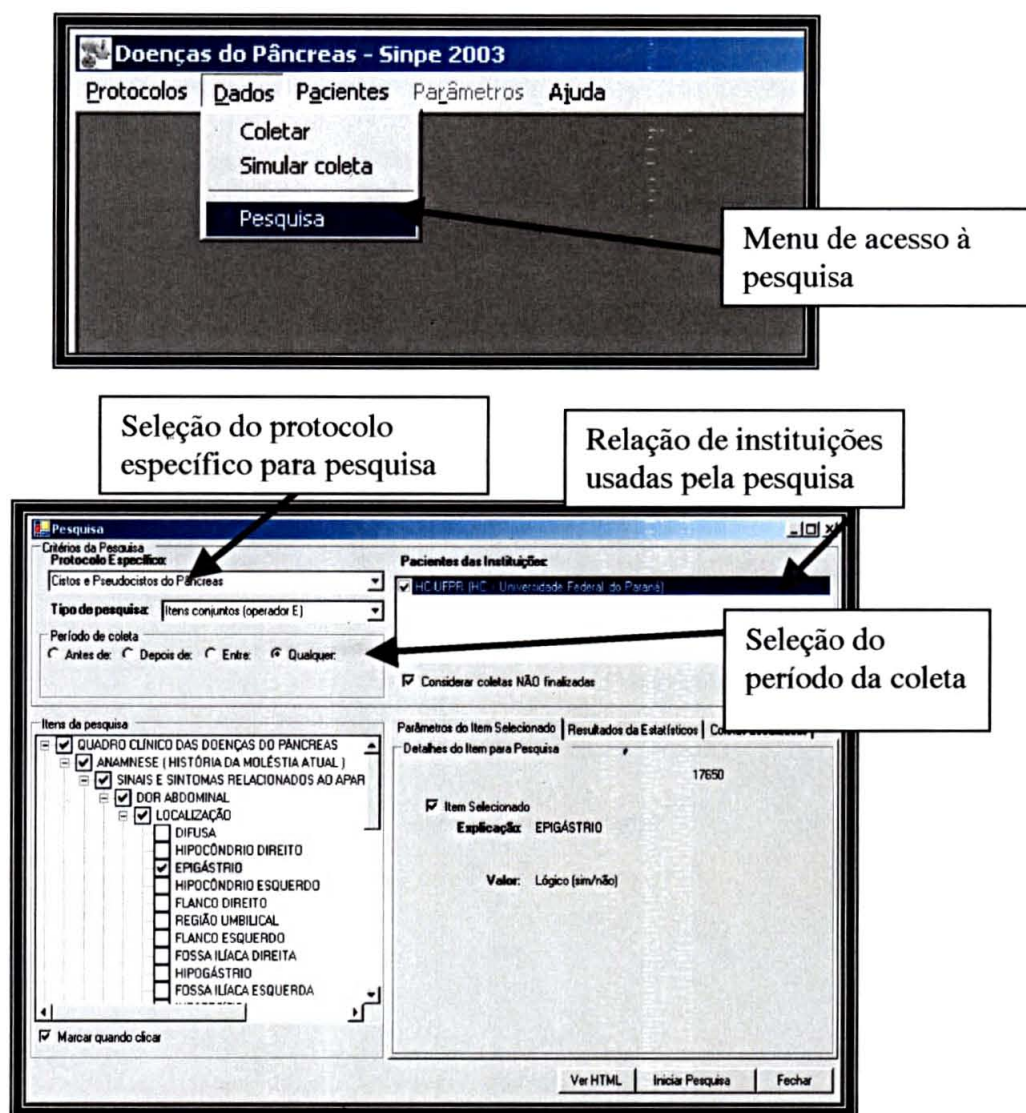 Doenças do Pâncreas - Sinpe 2003
Protocolos Dados Pacientes Parâmetros Ajuda
Coletar
Simular coleta
Pesquisa
Menu de acesso à
pesquisa
Seleção do protocolo
específico para pesquisa
Relação de instituições
usadas pela pesquisa
Pesquisa
Critérios da Pesquisa
Protocolo Específico:
Cistos e Pseudocistos do Pâncreas
Tipo de pesquisa: Itens conjuntos (operador E)
Período de coleta
Antes de: Depois de: Entre: Qualquer:
Pacientes das Instituições:
HC-UFPR (HC - Universidade Federal do Paraná)
Considerar coletas NÃO finalizadas
Seleção do
período da coleta
Itens da pesquisa
QUADRO CLÍNICO DAS DOENÇAS DO PÂNCREAS
ANAMNESE ( HISTÓRIA DA MOLÉSTIA ATUAL )
SINAIS E SINTOMAS RELACIONADOS AO APAR
DOR ABDOMINAL
LOCALIZAÇÃO
DIFUSA
HIPOCÔNDRIO DIREITO
EPIGÁSTRIO
HIPOCÔNDRIO ESQUERDO
FLANCO DIREITO
REGIÃO UMBILICAL
FLANCO ESQUERDO
FOSSA ILÍACA DIREITA
HIPOGÁSTRIO
FOSSA ILÍACA ESQUERDA
Marcar quando clicar
Parâmetros do Item Selecionado Resultados da Estatísticos
Detalhes do Item para Pesquisa
17650
Item Selecionado
Explicação: EPIGÁSTRIO
Valor: Lógico (sim/não)
Ver HTML Iniciar Pesquisa Fechar